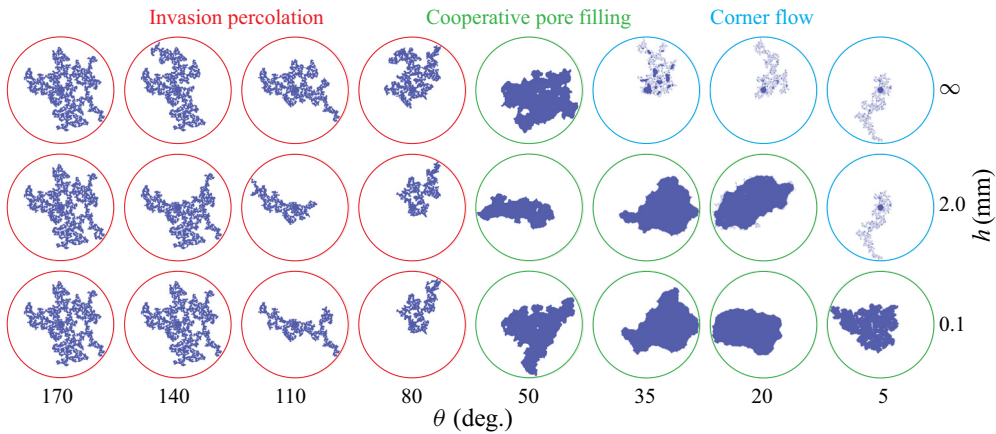 Invasion percolation Cooperative pore filling Corner flow
∞
2.0
h (mm)
0.1
170 140 110 80 50 35 20 5
θ (deg.)